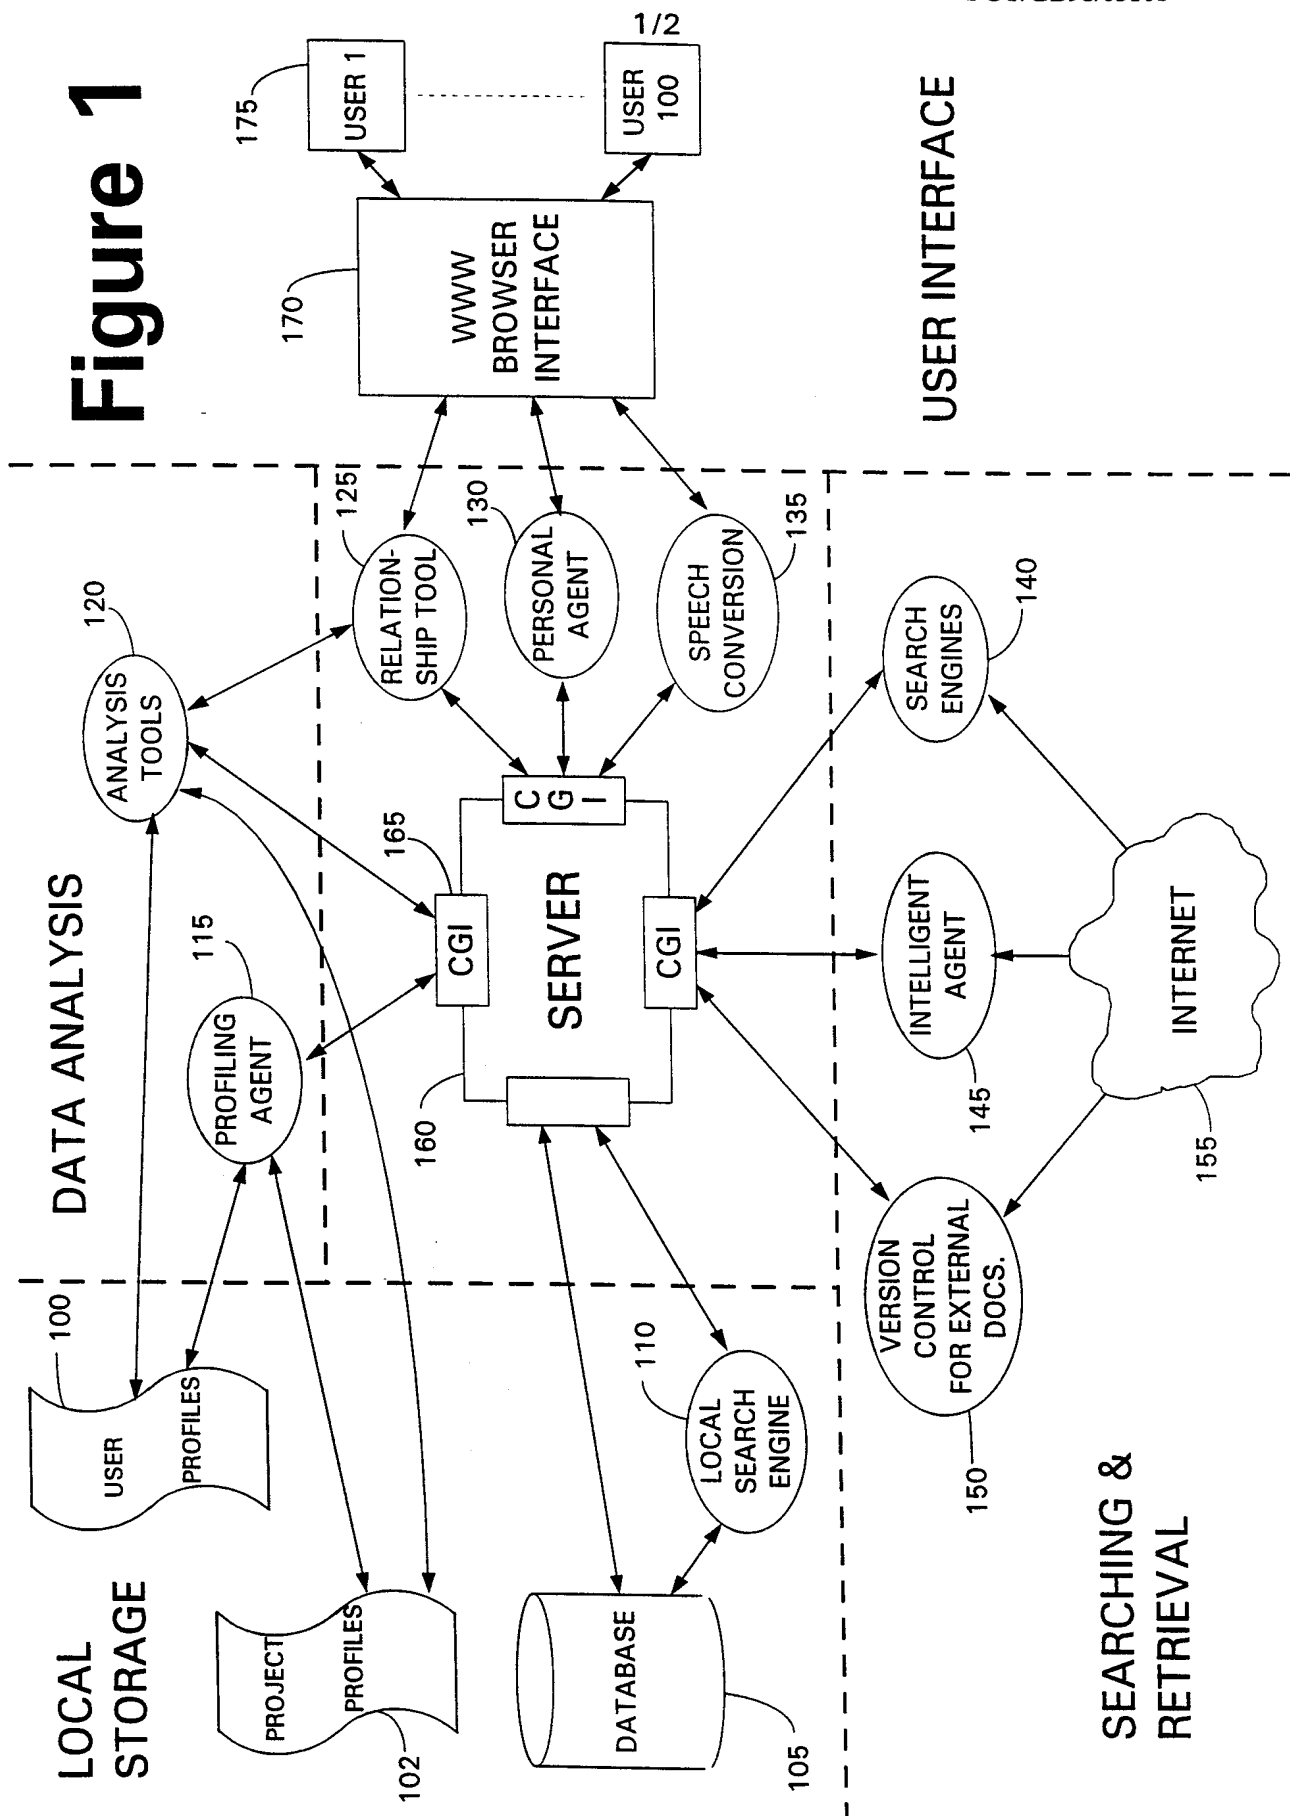 1/2
Figure 1
LOCAL
STORAGE
DATA ANALYSIS
USER INTERFACE
SEARCHING &
RETRIEVAL
100
USER
PROFILES
PROJECT
PROFILES
102
DATABASE
105
110
LOCAL
SEARCH
ENGINE
115
PROFILING
AGENT
120
ANALYSIS
TOOLS
125
RELATION-
SHIP TOOL
130
PERSONAL
AGENT
135
SPEECH
CONVERSION
160
165
CGI
SERVER
CGI
CGI
170
WWW
BROWSER
INTERFACE
175
USER 1
USER
100
VERSION
CONTROL
FOR EXTERNAL
DOCS.
150
INTELLIGENT
AGENT
145
SEARCH
ENGINES
140
INTERNET
155